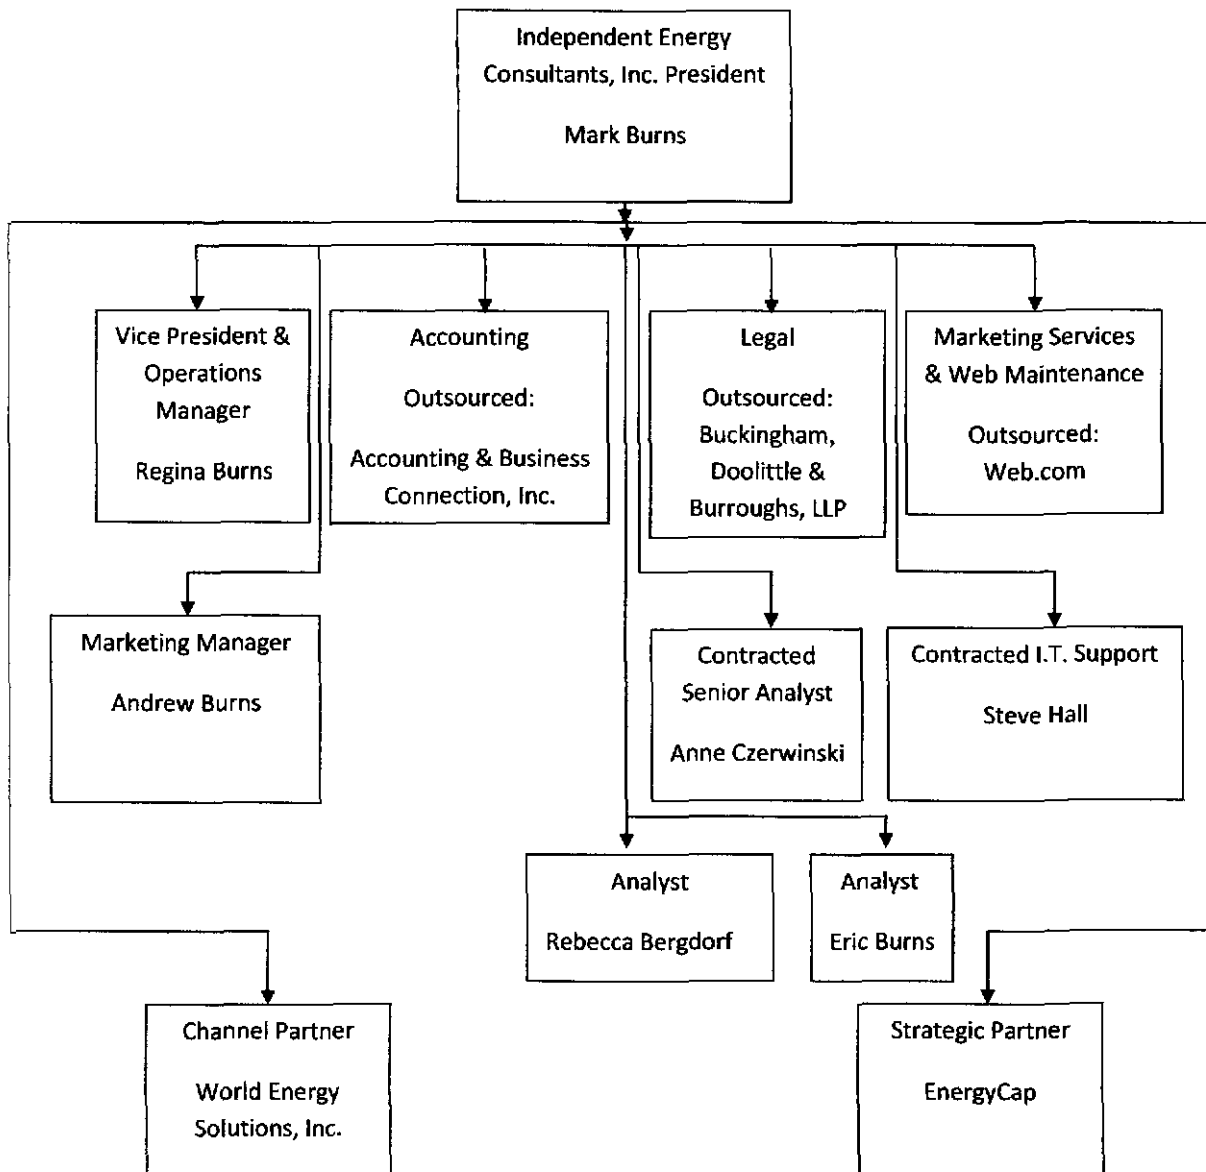 Independent Energy
Consultants, Inc. President
Mark Burns
Vice President &
Operations
Manager
Regina Burns
Accounting
Outsourced:
Accounting & Business
Connection, Inc.
Legal
Outsourced:
Buckingham,
Doolittle &
Burroughs, LLP
Marketing Services
& Web Maintenance
Outsourced:
Web.com
Marketing Manager
Andrew Burns
Contracted
Senior Analyst
Anne Czerwinski
Contracted I.T. Support
Steve Hall
Analyst
Rebecca Bergdorf
Analyst
Eric Burns
Channel Partner
World Energy
Solutions, Inc.
Strategic Partner
EnergyCap